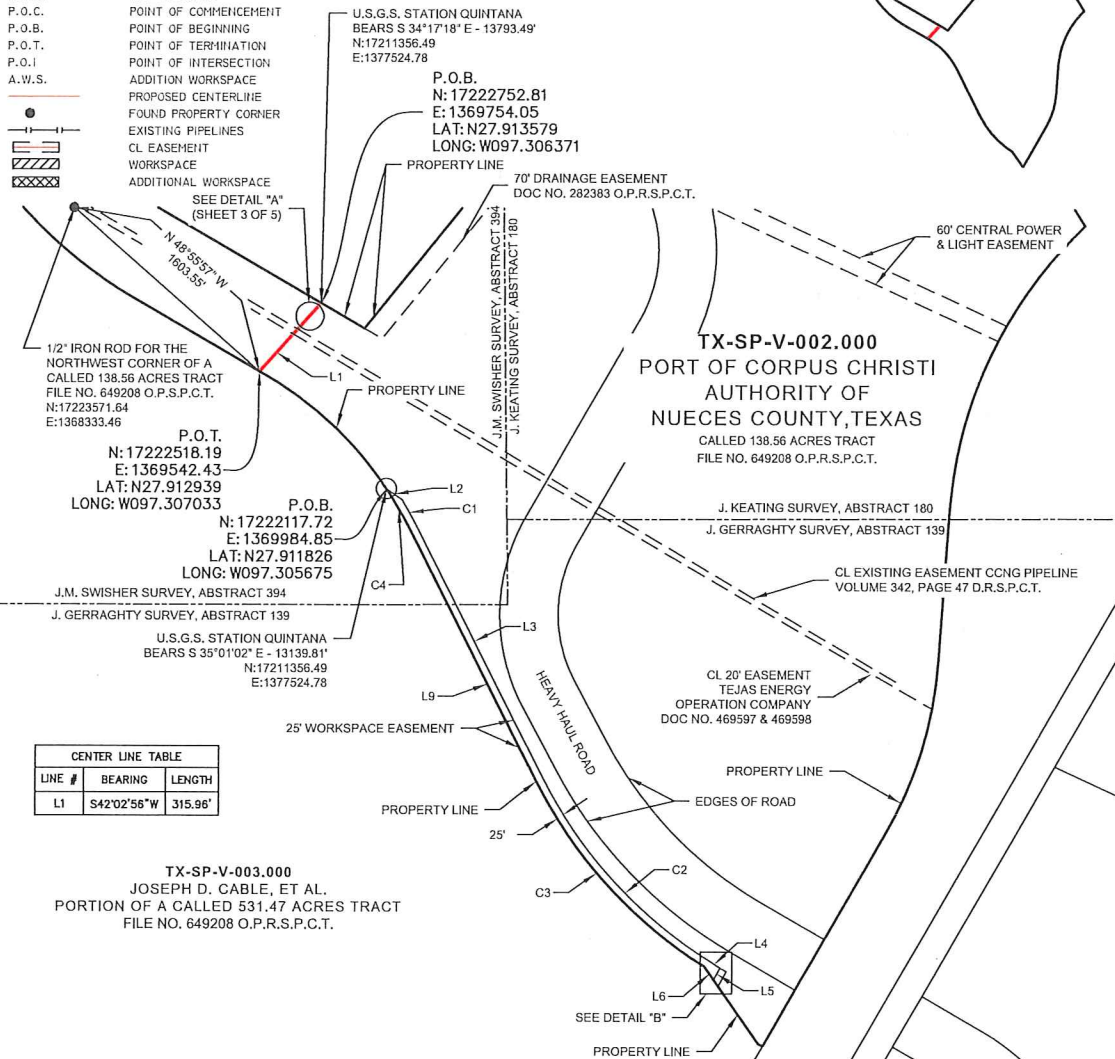 P.O.C. POINT OF COMMENCEMENT
P.O.B. POINT OF BEGINNING
P.O.T. POINT OF TERMINATION
P.O.I POINT OF INTERSECTION
A.W.S. ADDITION WORKSPACE
PROPOSED CENTERLINE
FOUND PROPERTY CORNER
EXISTING PIPELINES
CL EASEMENT
WORKSPACE
ADDITIONAL WORKSPACE
U.S.G.S. STATION QUINTANA
BEARS S 34°17'18" E - 13793.49'
N:17211356.49
E:1377524.78
P.O.B.
N: 17222752.81
E: 1369754.05
LAT: N27.913579
LONG: W097.306371
PROPERTY LINE
70' DRAINAGE EASEMENT
DOC NO. 282383 O.P.R.S.P.C.T.
SEE DETAIL "A"
(SHEET 3 OF 5)
N 48°55'57" W
1603.55'
J.M. SWISHER SURVEY, ABSTRACT 394
J. KEATING SURVEY, ABSTRACT 180
60' CENTRAL POWER
& LIGHT EASEMENT
1/2" IRON ROD FOR THE
NORTHWEST CORNER OF A
CALLED 138.56 ACRES TRACT
FILE NO. 649208 O.P.S.P.C.T.
N:17223571.64
E:1368333.46
L1
PROPERTY LINE
TX-SP-V-002.000
PORT OF CORPUS CHRISTI
AUTHORITY OF
NUECES COUNTY,TEXAS
CALLED 138.56 ACRES TRACT
FILE NO. 649208 O.P.R.S.P.C.T.
P.O.T.
N: 17222518.19
E: 1369542.43
LAT: N27.912939
LONG: W097.307033
L2
C1
P.O.B.
N: 17222117.72
E: 1369984.85
LAT: N27.911826
LONG: W097.305675
C4
J. KEATING SURVEY, ABSTRACT 180
J. GERRAGHTY SURVEY, ABSTRACT 139
CL EXISTING EASEMENT CCNG PIPELINE
VOLUME 342, PAGE 47 D.R.S.P.C.T.
J.M. SWISHER SURVEY, ABSTRACT 394
J. GERRAGHTY SURVEY, ABSTRACT 139
U.S.G.S. STATION QUINTANA
BEARS S 35°01'02" E - 13139.81'
N:17211356.49
E:1377524.78
L3
L9
HEAVY HAUL ROAD
CL 20' EASEMENT
TEJAS ENERGY
OPERATION COMPANY
DOC NO. 469597 & 469598
25' WORKSPACE EASEMENT
CENTER LINE TABLE
LINE # BEARING LENGTH
L1 S42°02'56"W 315.96'
PROPERTY LINE
PROPERTY LINE
EDGES OF ROAD
25'
C2
C3
TX-SP-V-003.000
JOSEPH D. CABLE, ET AL.
PORTION OF A CALLED 531.47 ACRES TRACT
FILE NO. 649208 O.P.R.S.P.C.T.
L4
L6
L5
SEE DETAIL "B"
PROPERTY LINE